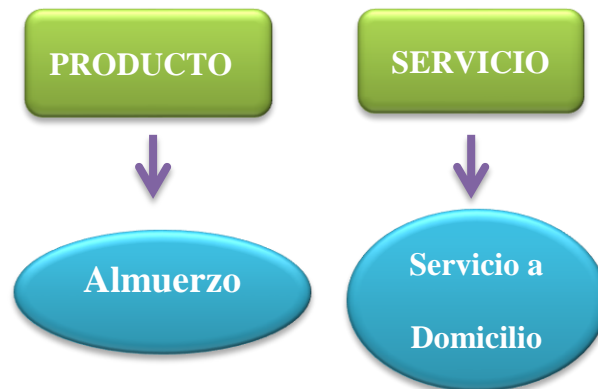 PRODUCTO
SERVICIO
Almuerzo
Servicio a
Domicilio